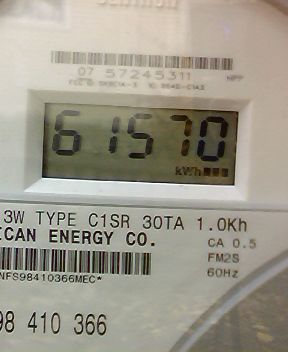 07 57245311
61570
kWh
3W TYPE C1SR 30TA 1.0Kh
ICAN ENERGY CO.
CA 0.5
FM2S
60Hz
NFS98410366MEC*
98 410 366